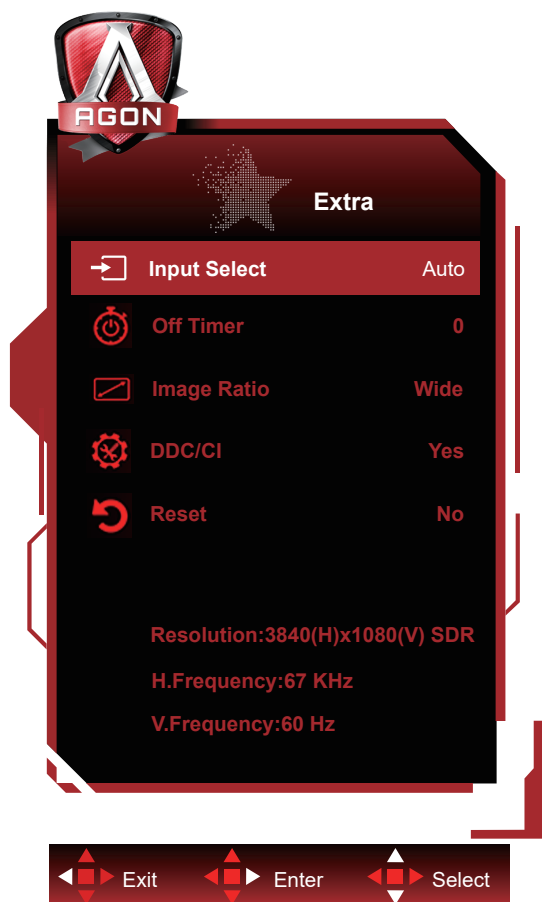 AGON
Extra
Input Select Auto
Off Timer 0
Image Ratio Wide
DDC/CI Yes
Reset No
Resolution:3840(H)x1080(V) SDR
H.Frequency:67 KHz
V.Frequency:60 Hz
Exit Enter Select